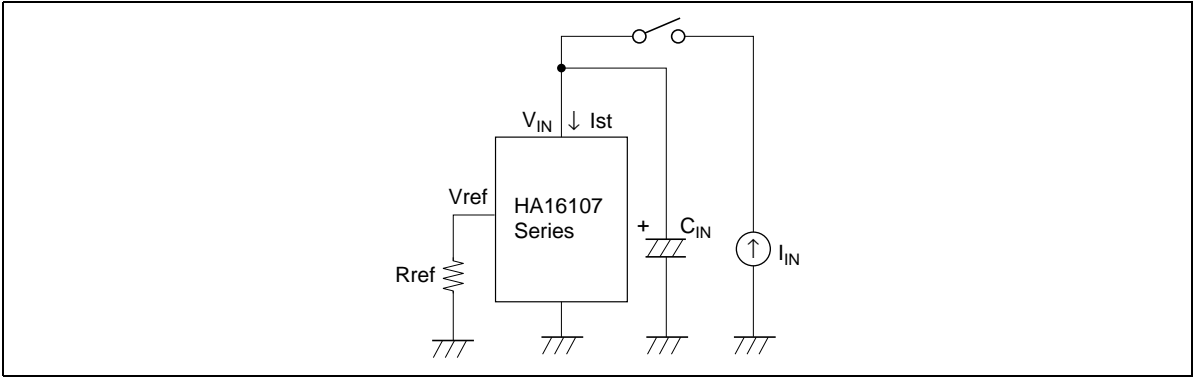 V_IN ↓ Ist
Vref
HA16107
Series
+ C_IN
↑ I_IN
Rref